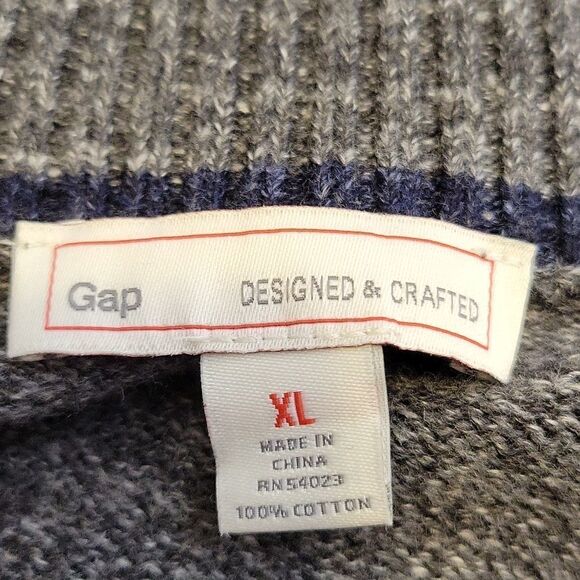 Gap DESIGNED & CRAFTED
XL
MADE IN
CHINA
RN 54023
100% COTTON